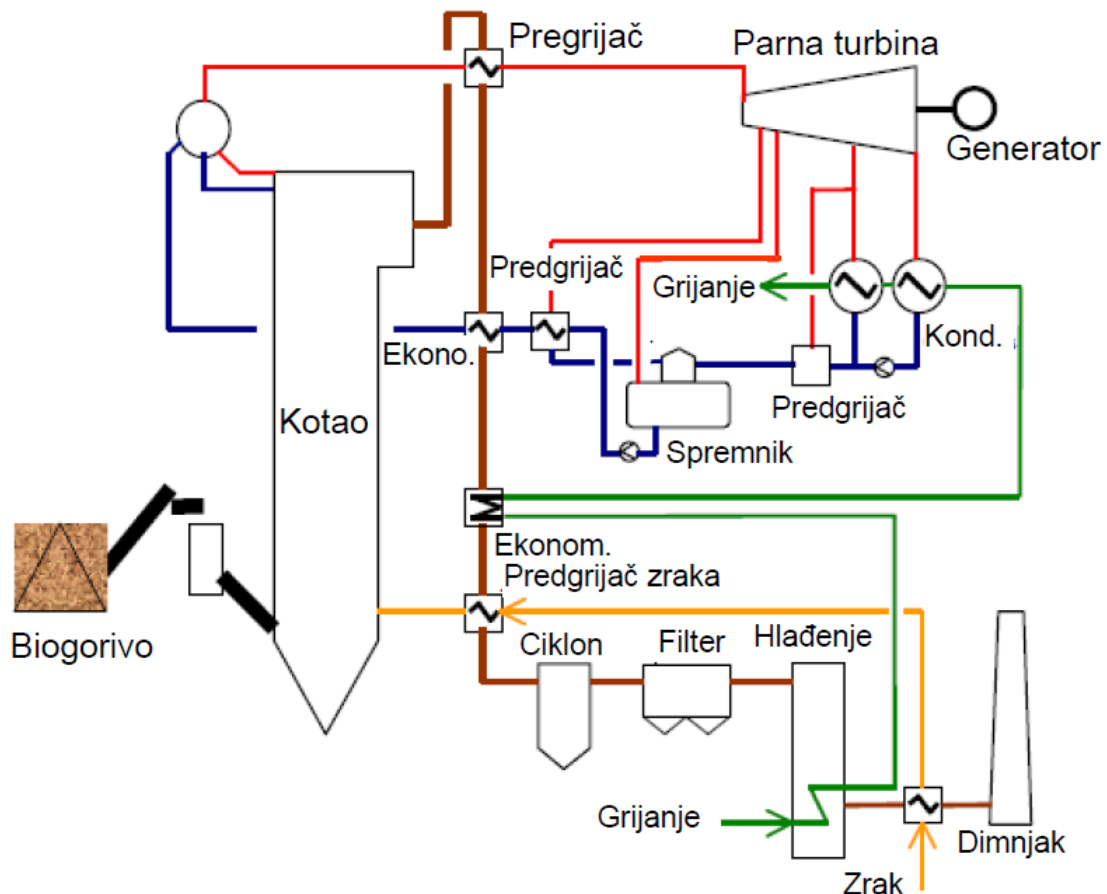 Pregrijač
Parna turbina
Generator
Predgrijač
Grijanje
Kond.
Ekono.
Predgrijač
Kotao
Spremnik
Ekonom.
Predgrijač zraka
Biogorivo
Ciklon
Filter
Hlađenje
Grijanje
Dimnjak
Zrak